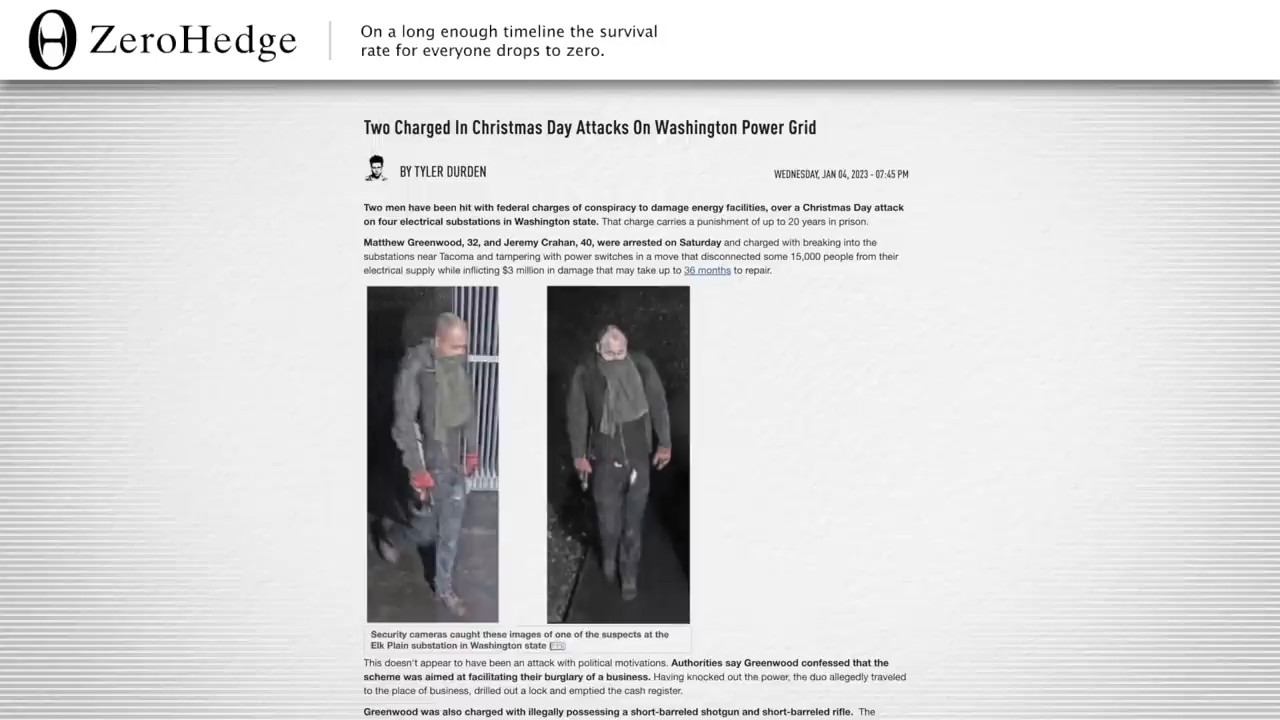 ZeroHedge
On a long enough timeline the survival
rate for everyone drops to zero.
Two Charged In Christmas Day Attacks On Washington Power Grid
BY TYLER DURDEN
WEDNESDAY, JAN 04, 2023 - 07:45 PM
Two men have been hit with federal charges of conspiracy to damage energy facilities, over a Christmas Day attack
on four electrical substations in Washington state. That charge carries a punishment of up to 20 years in prison.
Matthew Greenwood, 32, and Jeremy Crahan, 40, were arrested on Saturday and charged with breaking into the
substations near Tacoma and tampering with power switches in a move that disconnected some 15,000 people from their
electrical supply while inflicting $3 million in damage that may take up to 36 months to repair.
Security cameras caught these images of one of the suspects at the
Elk Plain substation in Washington state
This doesn't appear to have been an attack with political motivations. Authorities say Greenwood confessed that the
scheme was aimed at facilitating their burglary of a business. Having knocked out the power, the duo allegedly traveled
to the place of business, drilled out a lock and emptied the cash register.
Greenwood was also charged with illegally possessing a short-barreled shotgun and short-barreled rifle. The